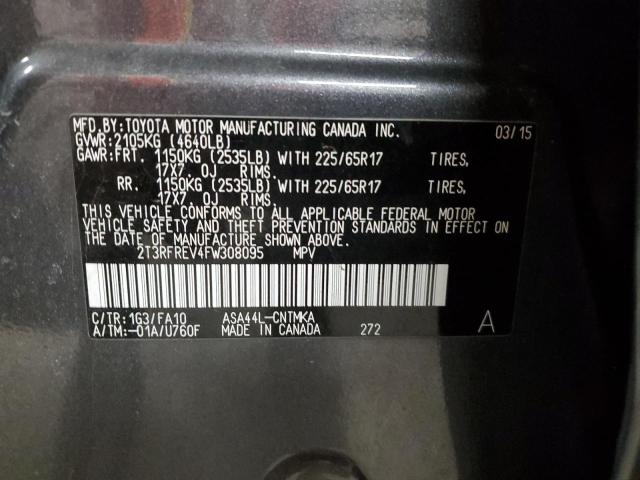 MFD.BY:TOYOTA MOTOR MANUFACTURING CANADA INC. 03/15
GVWR:2105KG (4640LB)
GAWR:FRT. 1150KG (2535LB) WITH 225/65R17 TIRES,
17X7. OJ RIMS.
RR. 1150KG (2535LB) WITH 225/65R17 TIRES,
17X7. OJ RIMS.
THIS VEHICLE CONFORMS TO ALL APPLICABLE FEDERAL MOTOR
VEHICLE SAFETY AND THEFT PREVENTION STANDARDS IN EFFECT ON
THE DATE OF MANUFACTURE SHOWN ABOVE.
2T3RFREV4FW308095 MPV
C/TR:1G3/FA10 ASA44L-CNTMKA
A/TM:-01A/U760F MADE IN CANADA 272 A